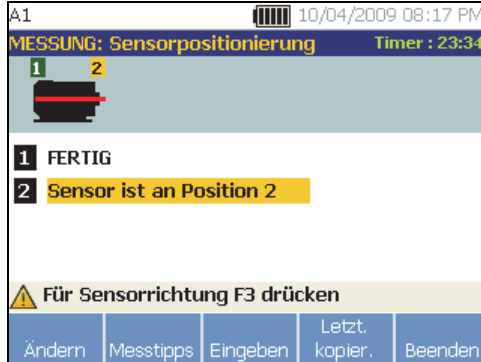 A1 10/04/2009 08:17 PM
MESSUNG: Sensorpositionierung Timer : 23:34
1 2
1 FERTIG
2 Sensor ist an Position 2
Für Sensorrichtung F3 drücken
Ändern Messtipps Eingeben Letzt. kopier. Beenden